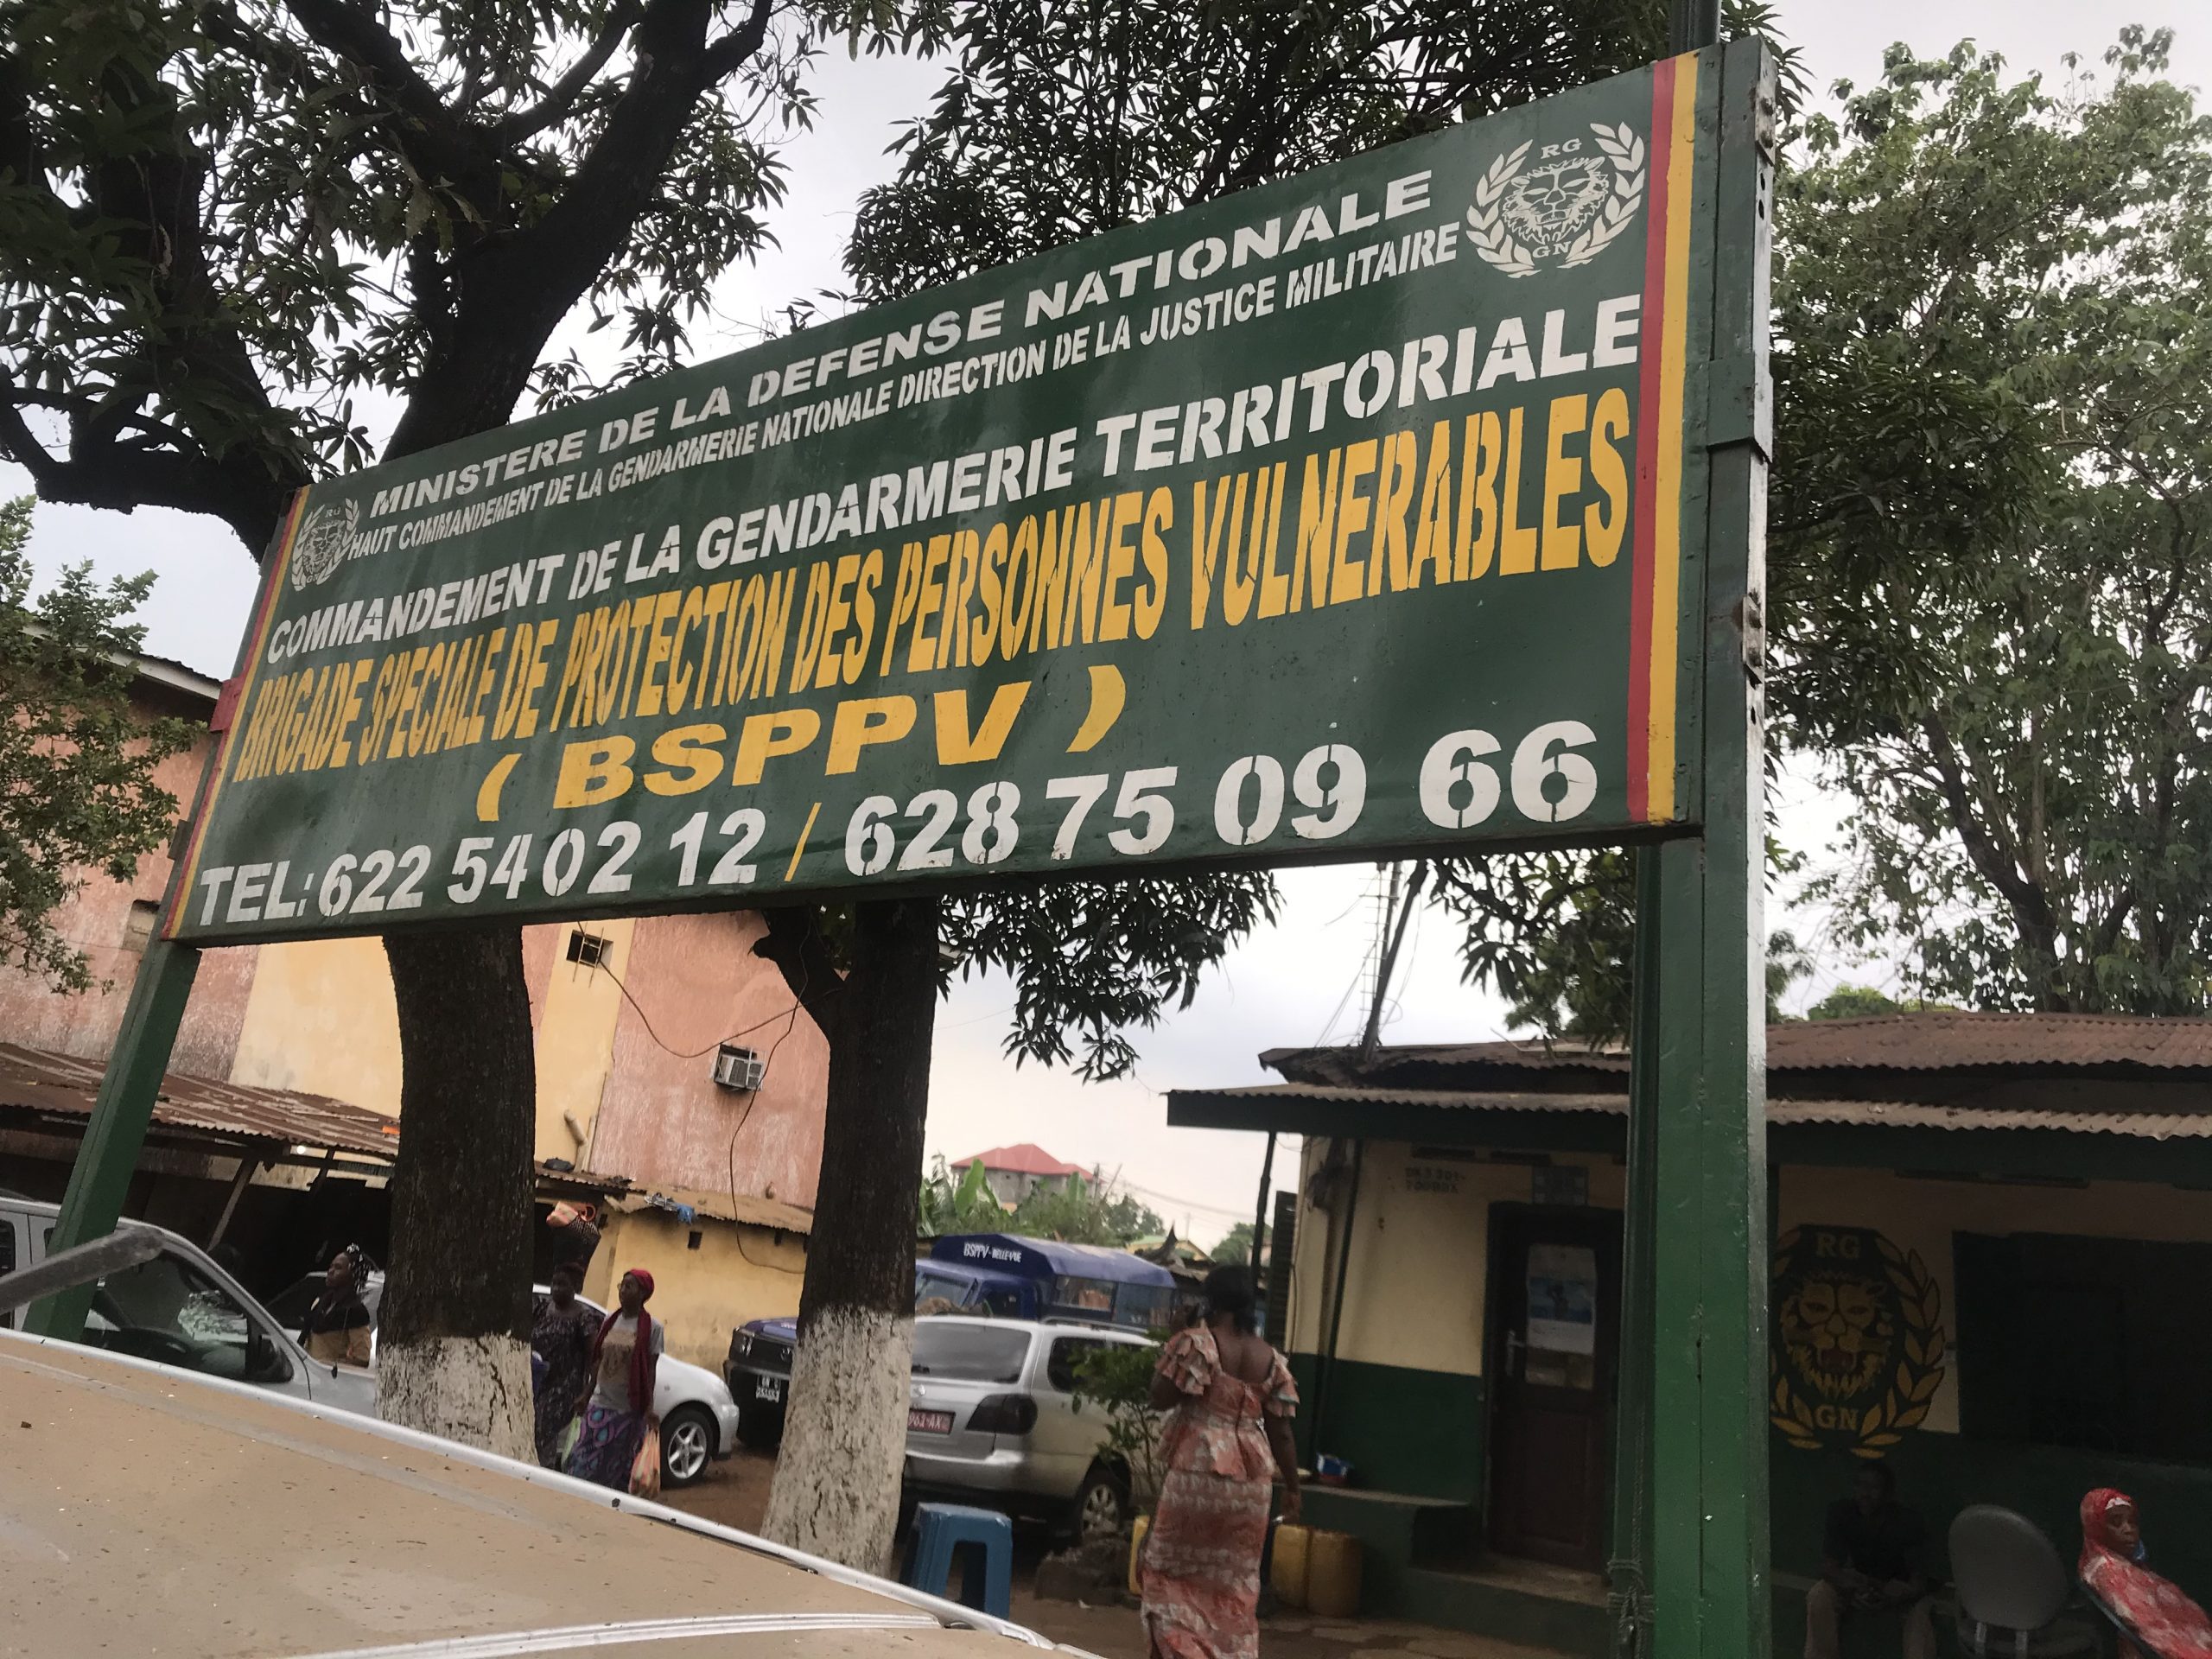 RG
GN
MINISTERE DE LA DEFENSE NATIONALE
HAUT COMMANDEMENT DE LA GENDARMERIE NATIONALE DIRECTION DE LA JUSTICE MILITAIRE
COMMANDEMENT DE LA GENDARMERIE TERRITORIALE
BRIGADE SPECIALE DE PROTECTION DES PERSONNES VULNERABLES
( BSPPV )
TEL: 622 54 02 12 / 628 75 09 66
BSPPV-BELLEVUE
RG
GN